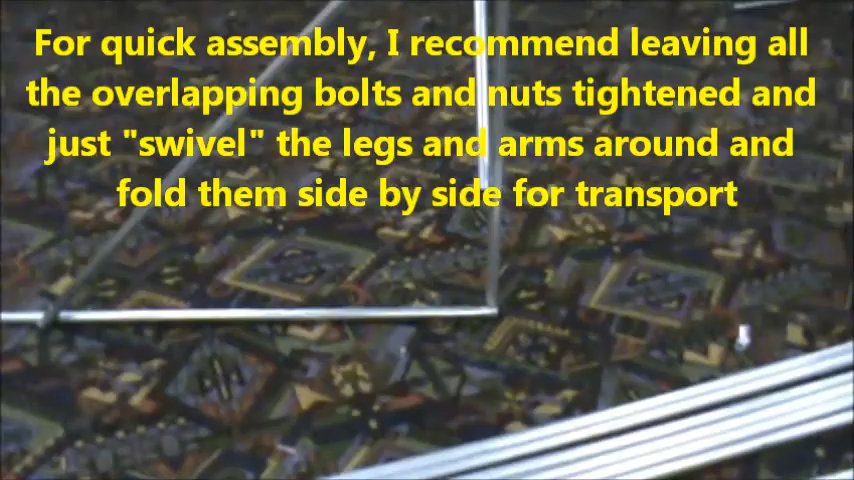 For quick assembly, I recommend leaving all
the overlapping bolts and nuts tightened and
just "swivel" the legs and arms around and
fold them side by side for transport